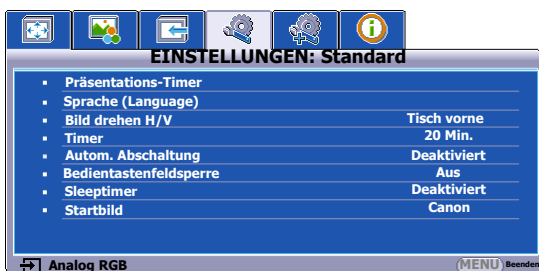 EINSTELLUNGEN: Standard
Präsentations-Timer
Sprache (Language)
Bild drehen H/V Tisch vorne
Timer 20 Min.
Autom. Abschaltung Deaktiviert
Bedientastenfeldsperre Aus
Sleeptimer Deaktiviert
Startbild Canon
Analog RGB MENU Beenden